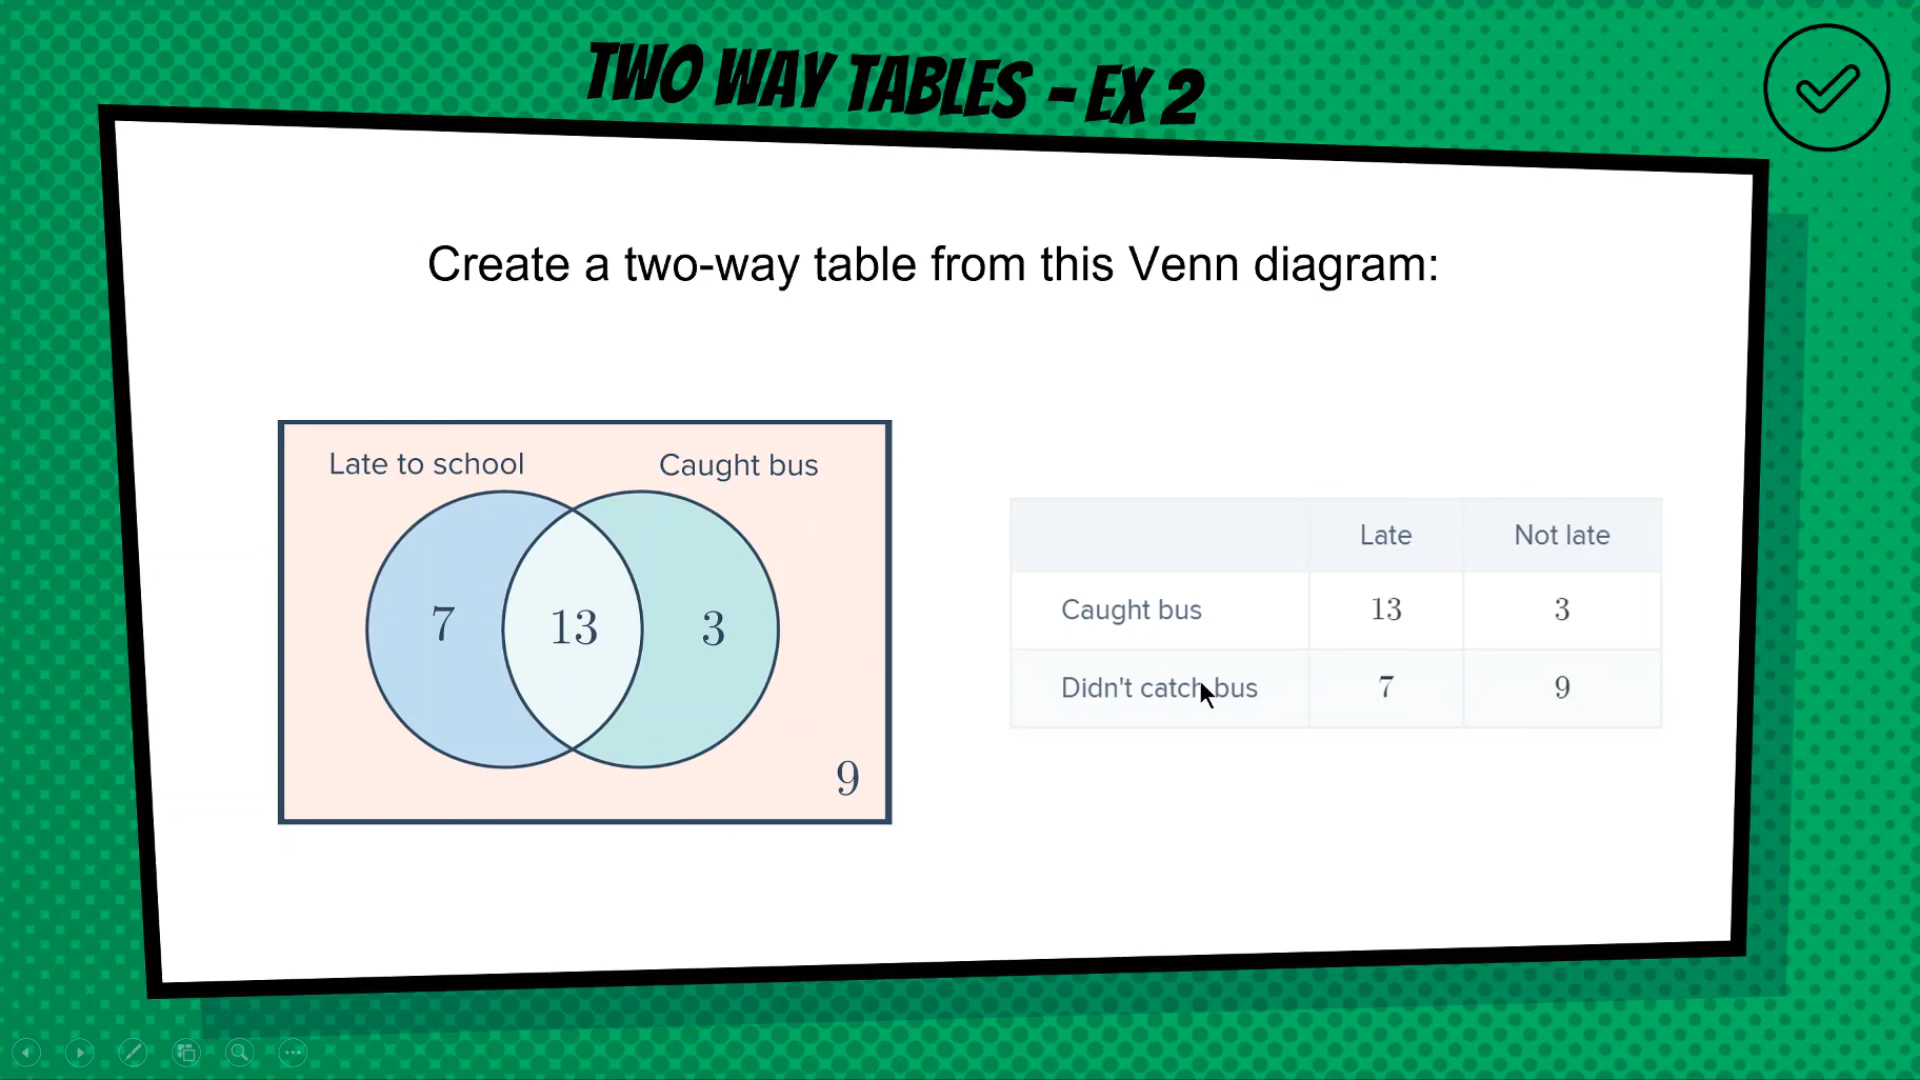 TWO WAY TABLES - EX 2
Create a two-way table from this Venn diagram:
Late to school Caught bus
7 13 3
9
Late Not late
Caught bus 13 3
Didn't catch bus 7 9